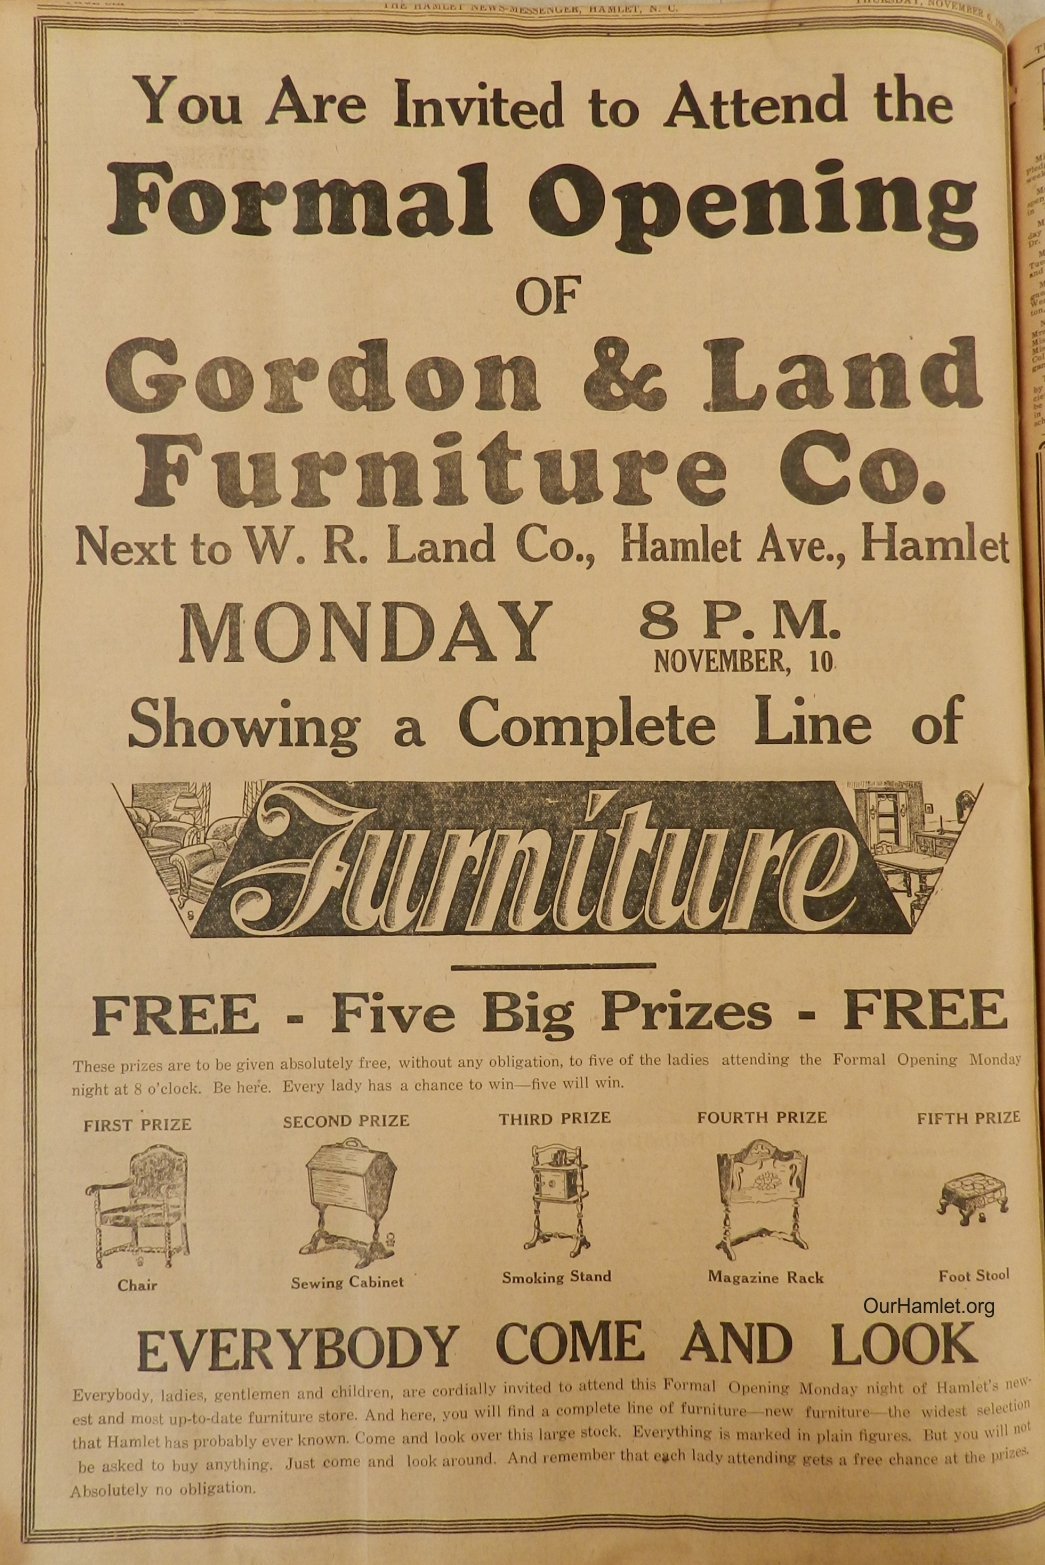 THE HAMLET NEWS-MESSENGER, HAMLET, N. C.
THURSDAY, NOVEMBER 6,
You Are Invited to Attend the
Formal Opening
OF
Gordon & Land
Furniture Co.
Next to W. R. Land Co., Hamlet Ave., Hamlet
MONDAY 8 P. M.
NOVEMBER, 10
Showing a Complete Line of
Furniture
FREE - Five Big Prizes - FREE
These prizes are to be given absolutely free, without any obligation, to five of the ladies attending the Formal Opening Monday
night at 8 o'clock. Be here. Every lady has a chance to win—five will win.
FIRST PRIZE SECOND PRIZE THIRD PRIZE FOURTH PRIZE FIFTH PRIZE
Chair Sewing Cabinet Smoking Stand Magazine Rack Foot Stool
OurHamlet.org
EVERYBODY COME AND LOOK
Everybody, ladies, gentlemen and children, are cordially invited to attend this Formal Opening Monday night of Hamlet's new-
est and most up-to-date furniture store. And here, you will find a complete line of furniture—new furniture—the widest selection
that Hamlet has probably ever known. Come and look over this large stock. Everything is marked in plain figures. But you will not
be asked to buy anything. Just come and look around. And remember that each lady attending gets a free chance at the prizes.
Absolutely no obligation.